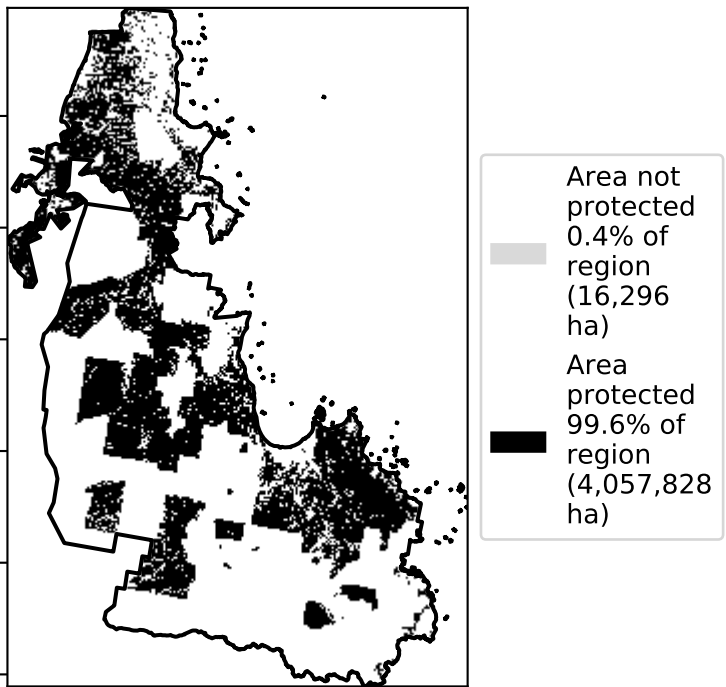 Area not
protected
0.4% of
region
(16,296
ha)
Area
protected
99.6% of
region
(4,057,828
ha)